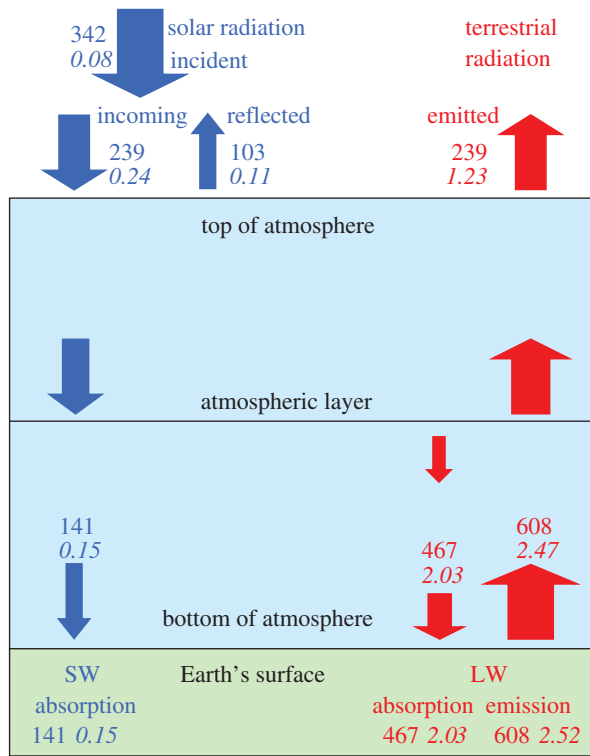 342
0.08
solar radiation
incident
terrestrial
radiation
incoming
239
0.24
reflected
103
0.11
emitted
239
1.23
top of atmosphere
atmospheric layer
141
0.15
467
2.03
608
2.47
bottom of atmosphere
SW
absorption
141 0.15
Earth's surface
LW
absorption emission
467 2.03 608 2.52